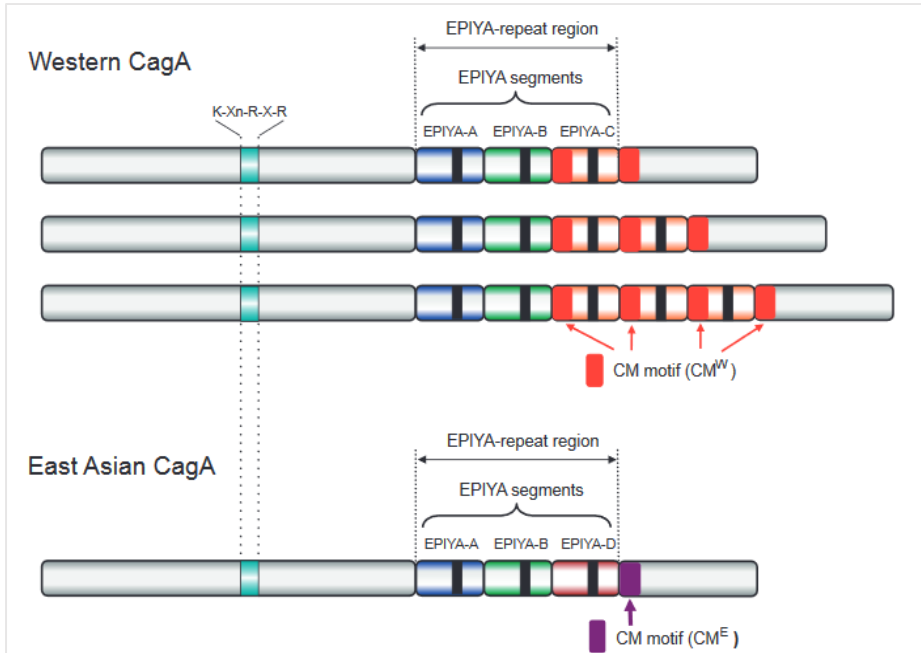 EPIYA-repeat region
Western CagA
EPIYA segments
K-Xn-R-X-R
EPIYA-A EPIYA-B EPIYA-C
CM motif (CMᵂ)
EPIYA-repeat region
East Asian CagA
EPIYA segments
EPIYA-A EPIYA-B EPIYA-D
CM motif (CMᴱ)